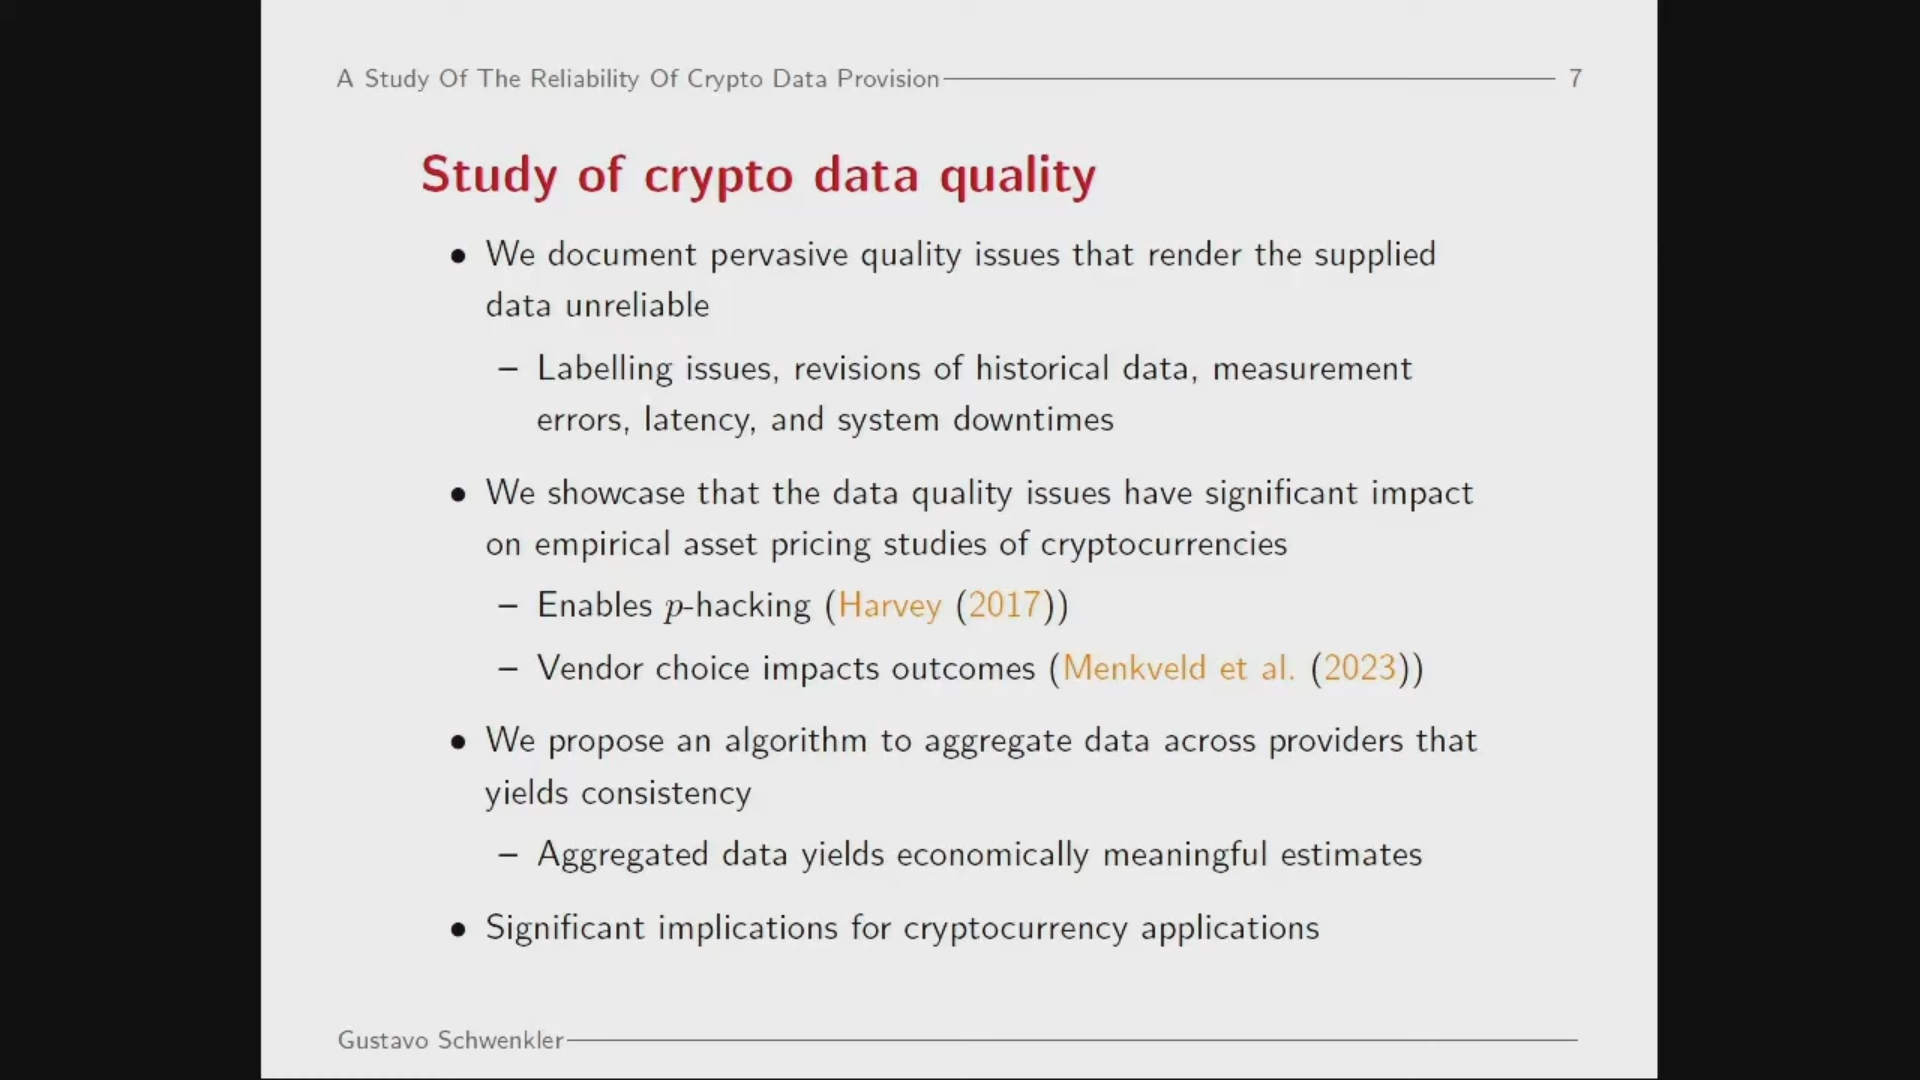 A Study Of The Reliability Of Crypto Data Provision 7
Study of crypto data quality
• We document pervasive quality issues that render the supplied
data unreliable
– Labelling issues, revisions of historical data, measurement
errors, latency, and system downtimes
• We showcase that the data quality issues have significant impact
on empirical asset pricing studies of cryptocurrencies
– Enables p-hacking (Harvey (2017))
– Vendor choice impacts outcomes (Menkveld et al. (2023))
• We propose an algorithm to aggregate data across providers that
yields consistency
– Aggregated data yields economically meaningful estimates
• Significant implications for cryptocurrency applications
Gustavo Schwenkler